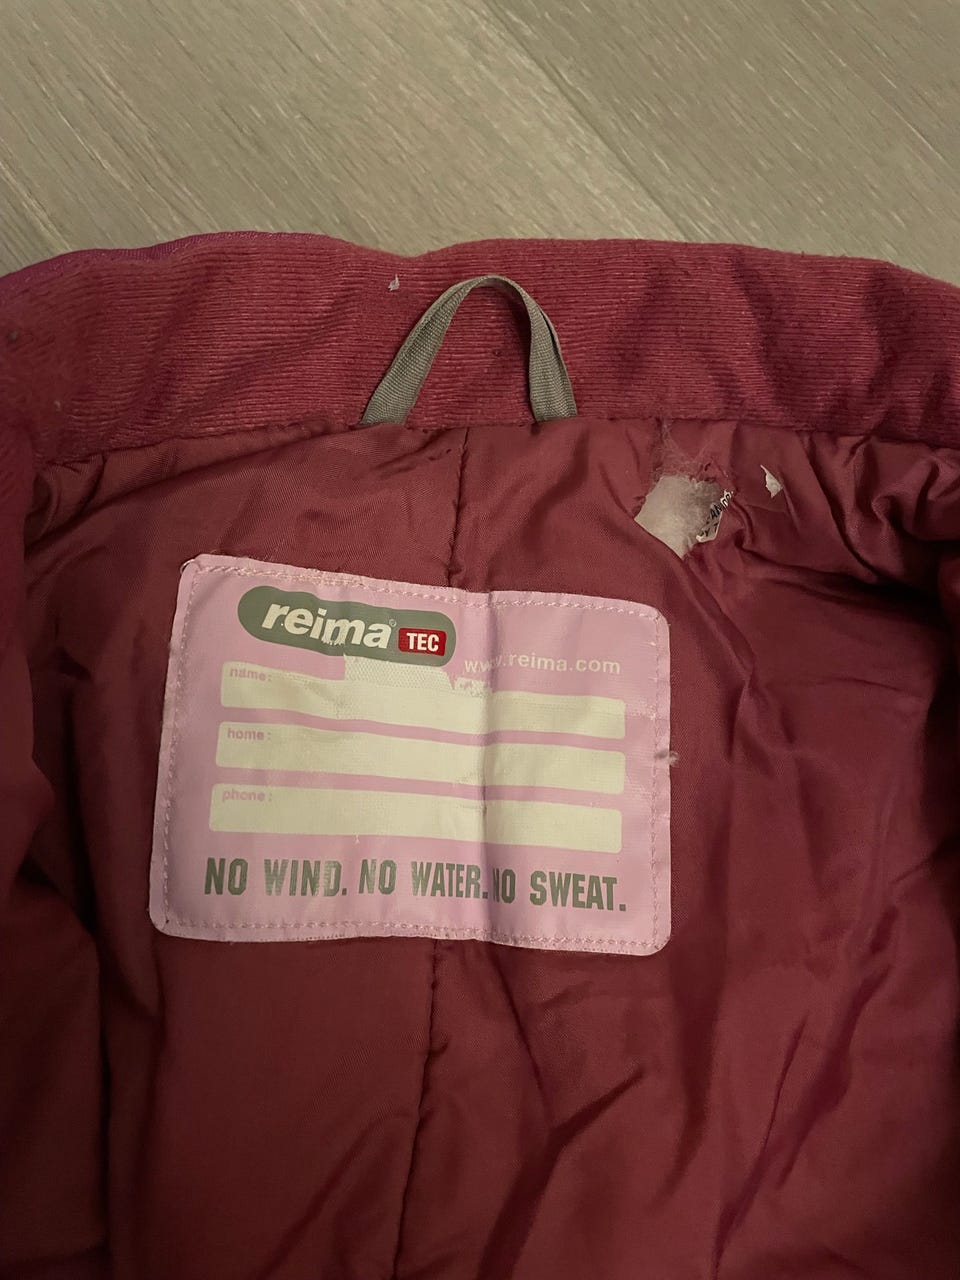 reima® TEC
www.reima.com
name:
home:
phone:
NO WIND. NO WATER. NO SWEAT.